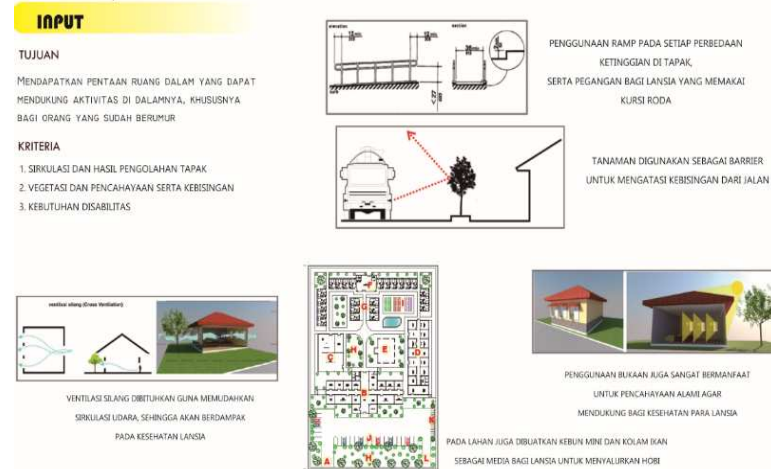 INPUT
TUJUAN
MENDAPATKAN PENTAAN RUANG DALAM YANG DAPAT
MENDUKUNG AKTIVITAS DI DALAMNYA, KHUSUSNYA
BAGI ORANG YANG SUDAH BERUMUR
KRITERIA
1. SIRKULASI DAN HASIL PENGOLAHAN TAPAK
2. VEGETASI DAN PENCAHAYAAN SERTA KEBISINGAN
3. KEBUTUHAN DISABILITAS
elevation
section
PENGGUNAAN RAMP PADA SETIAP PERBEDAAN
KETINGGIAN DI TAPAK,
SERTA PEGANGAN BAGI LANSIA YANG MEMAKAI
KURSI RODA
TANAMAN DIGUNAKAN SEBAGAI BARRIER
UNTUK MENGATASI KEBISINGAN DARI JALAN
ventilasi silang (Cross Ventilation)
VENTILASI SILANG DIBITUHKAN GUNA MEMUDAHKAN
SIRKULASI UDARA, SEHINGGA AKAN BERDAMPAK
PADA KESEHATAN LANSIA
G
C
H
E
D
B
K
J
A
H
L
PENGGUNAAN BUKAAN JUGA SANGAT BERMANFAAT
UNTUK PENCAHAYAAN ALAMI AGAR
MENDUKUNG BAGI KESEHATAN PARA LANSIA
PADA LAHAN JUGA DIBUATKAN KEBUN MINI DAN KOLAM IKAN
SEBAGAI MEDIA BAGI LANSIA UNTUK MENYALURKAN HOBI